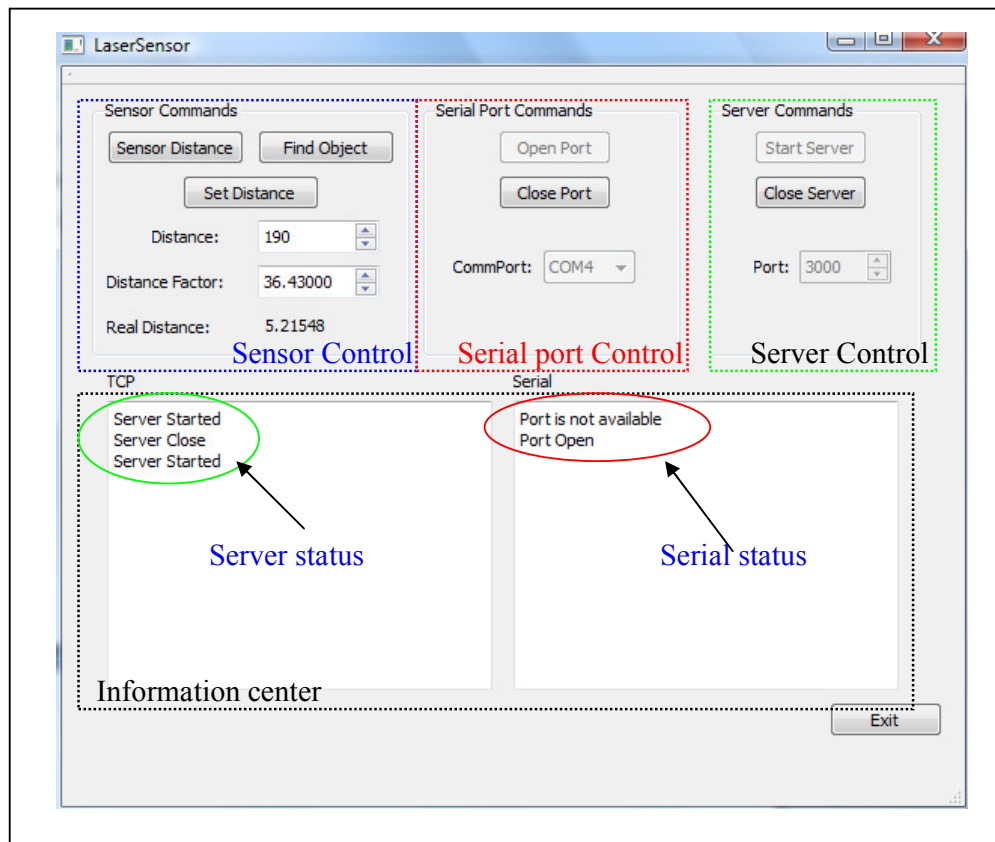 LaserSensor
Sensor Commands
Sensor Distance
Find Object
Set Distance
Distance: 190
Distance Factor: 36.43000
Real Distance: 5.21548
Sensor Control
Serial Port Commands
Open Port
Close Port
CommPort: COM4
Serial port Control
Server Commands
Start Server
Close Server
Port: 3000
Server Control
TCP
Server Started
Server Close
Server Started
Server status
Serial
Port is not available
Port Open
Serial status
Information center
Exit